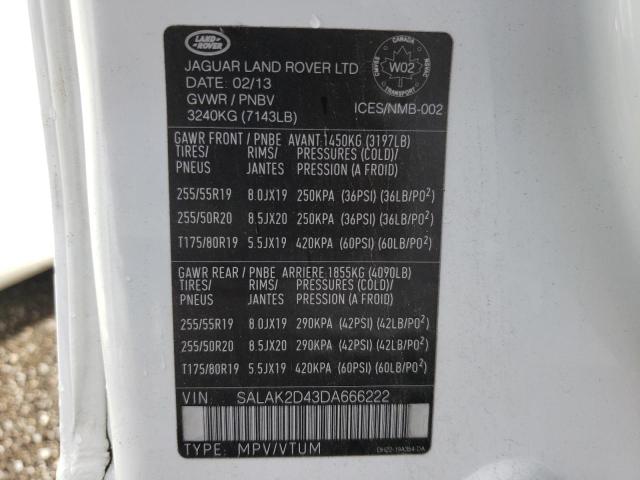 LAND
ROVER
JAGUAR LAND ROVER LTD
DATE: 02/13
GVWR / PNBV
3240KG (7143LB)
CANADA
W02
ICES/NMB-002
GAWR FRONT / PNBE AVANT 1450KG (3197LB)
TIRES/ RIMS/ PRESSURES (COLD)/
PNEUS JANTES PRESSION (A FROID)
255/55R19 8.0JX19 250KPA (36PSI) (36LB/PO²)
255/50R20 8.5JX20 250KPA (36PSI) (36LB/PO²)
T175/80R19 5.5JX19 420KPA (60PSI) (60LB/PO²)
GAWR REAR / PNBE ARRIERE 1855KG (4090LB)
TIRES/ RIMS/ PRESSURES (COLD)/
PNEUS JANTES PRESSION (A FROID)
255/55R19 8.0JX19 290KPA (42PSI) (42LB/PO²)
255/50R20 8.5JX20 290KPA (42PSI) (42LB/PO²)
T175/80R19 5.5JX19 420KPA (60PSI) (60LB/PO²)
VIN: SALAK2D43DA666222
TYPE: MPV/VTUM